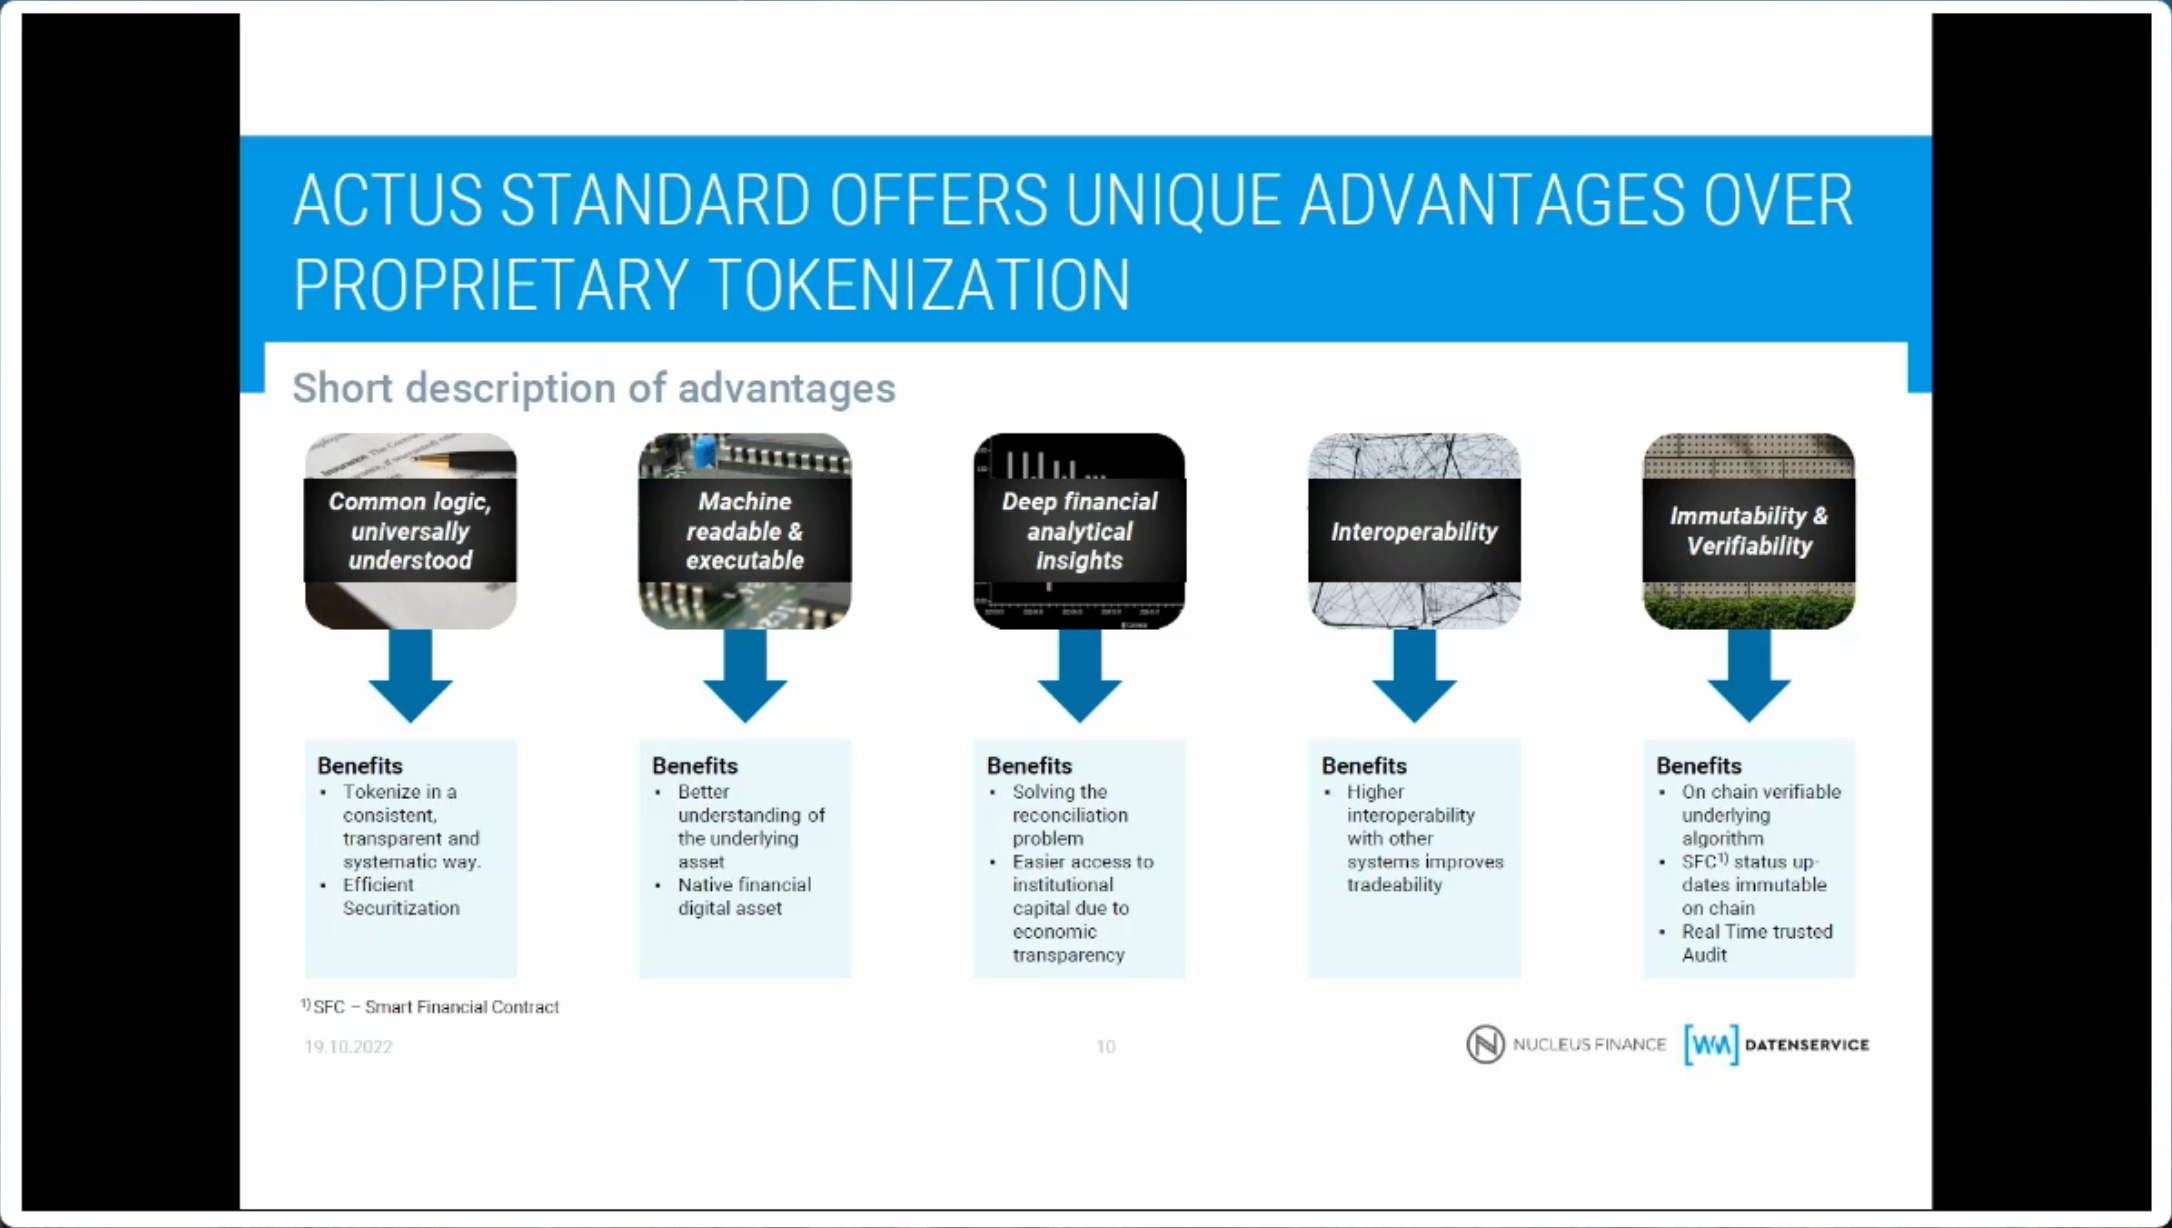 ACTUS STANDARD OFFERS UNIQUE ADVANTAGES OVER
PROPRIETARY TOKENIZATION
Short description of advantages
Common logic,
universally
understood
Machine
readable &
executable
Deep financial
analytical
insights
Interoperability
Immutability &
Verifiability
Benefits
▪ Tokenize in a
consistent,
transparent and
systematic way.
▪ Efficient
Securitization
Benefits
▪ Better
understanding of
the underlying
asset
▪ Native financial
digital asset
Benefits
▪ Solving the
reconciliation
problem
▪ Easier access to
institutional
capital due to
economic
transparency
Benefits
▪ Higher
interoperability
with other
systems improves
tradeability
Benefits
▪ On chain verifiable
underlying
algorithm
▪ SFC¹⁾ status up-
dates immutable
on chain
▪ Real Time trusted
Audit
¹⁾ SFC – Smart Financial Contract
19.10.2022
10
NUCLEUS FINANCE
[WM] DATENSERVICE